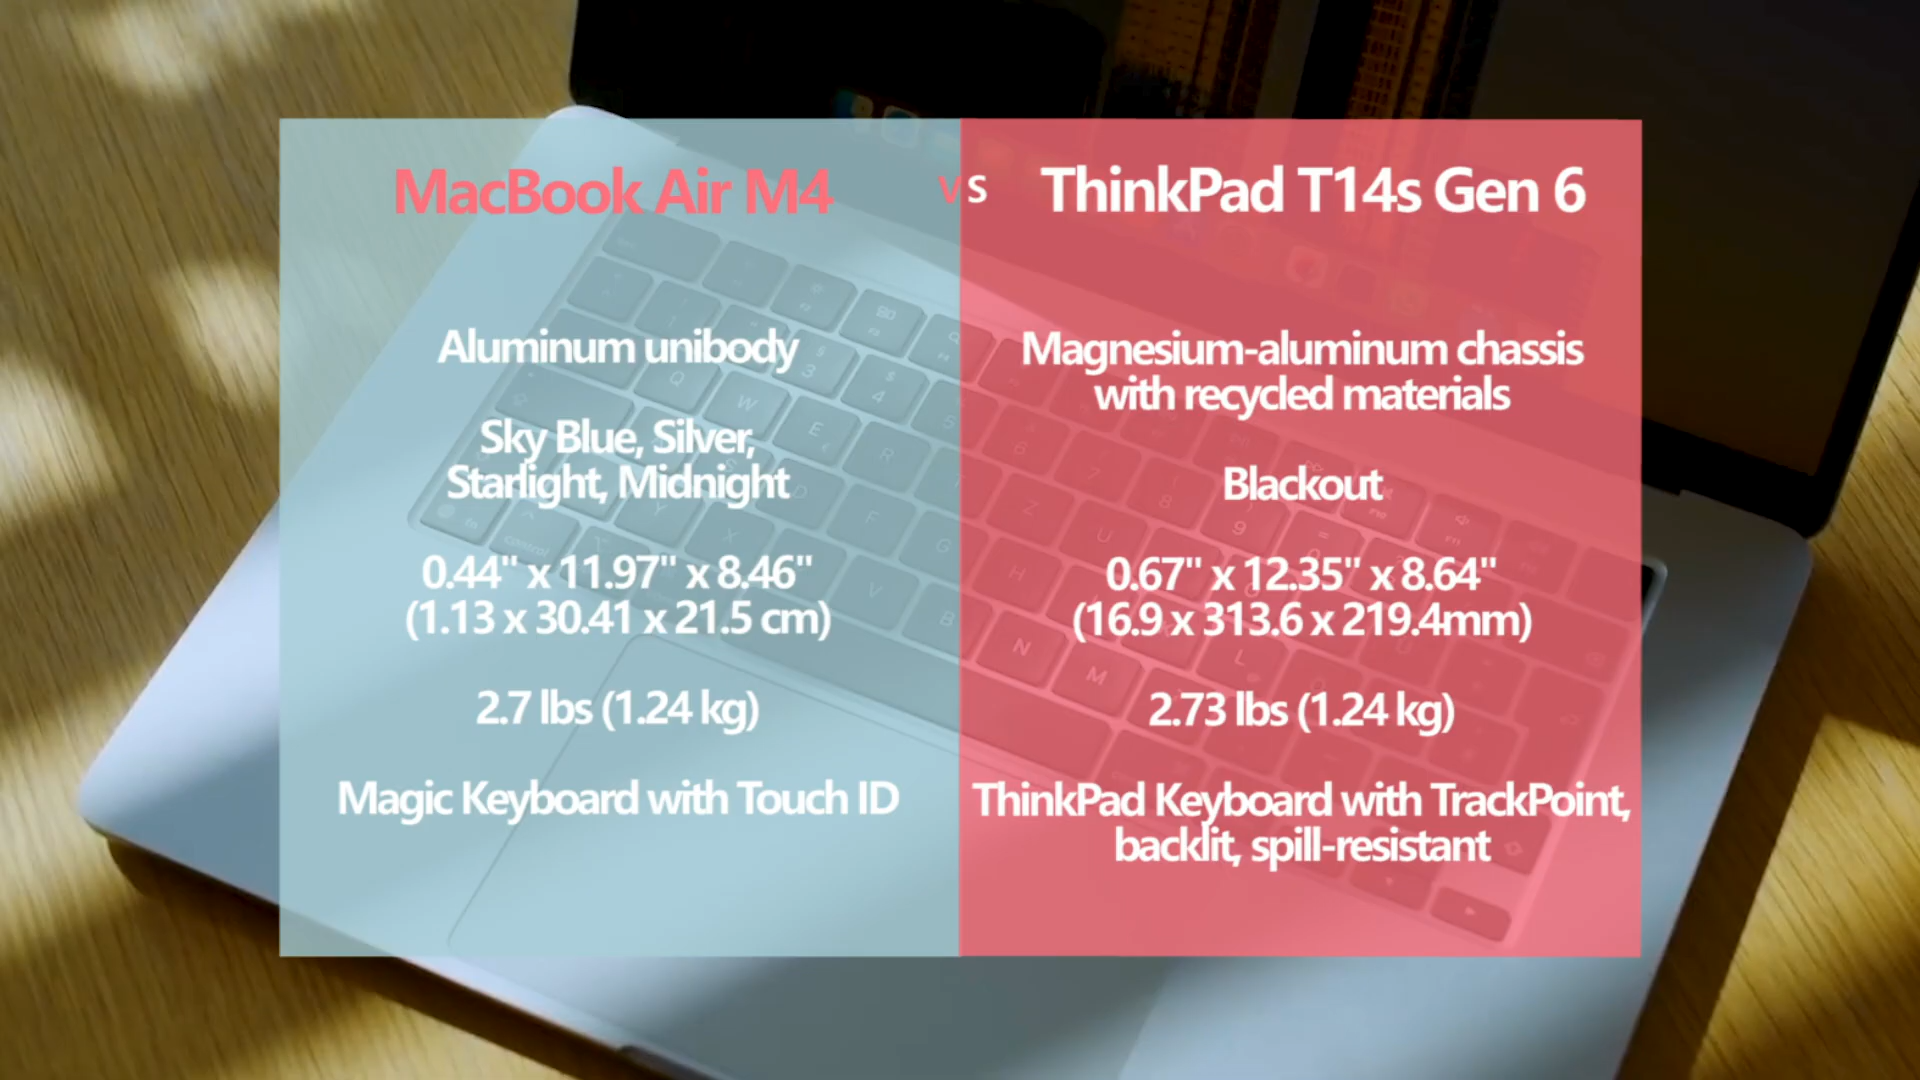 MacBook Air M4
VS
ThinkPad T14s Gen 6
Aluminum unibody
Sky Blue, Silver,
Starlight, Midnight
0.44" x 11.97" x 8.46"
(1.13 x 30.41 x 21.5 cm)
2.7 lbs (1.24 kg)
Magic Keyboard with Touch ID
Magnesium-aluminum chassis
with recycled materials
Blackout
0.67" x 12.35" x 8.64"
(16.9 x 313.6 x 219.4mm)
2.73 lbs (1.24 kg)
ThinkPad Keyboard with TrackPoint,
backlit, spill-resistant